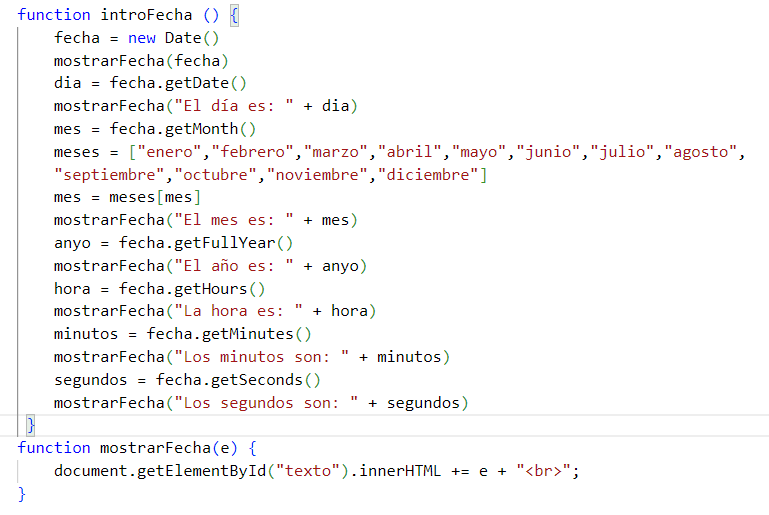 function introFecha () {
fecha = new Date()
mostrarFecha(fecha)
dia = fecha.getDate()
mostrarFecha("El día es: " + dia)
mes = fecha.getMonth()
meses = ["enero","febrero","marzo","abril","mayo","junio","julio","agosto",
"septiembre","octubre","noviembre","diciembre"]
mes = meses[mes]
mostrarFecha("El mes es: " + mes)
anyo = fecha.getFullYear()
mostrarFecha("El año es: " + anyo)
hora = fecha.getHours()
mostrarFecha("La hora es: " + hora)
minutos = fecha.getMinutes()
mostrarFecha("Los minutos son: " + minutos)
segundos = fecha.getSeconds()
mostrarFecha("Los segundos son: " + segundos)
}
function mostrarFecha(e) {
document.getElementById("texto").innerHTML += e + "<br>";
}